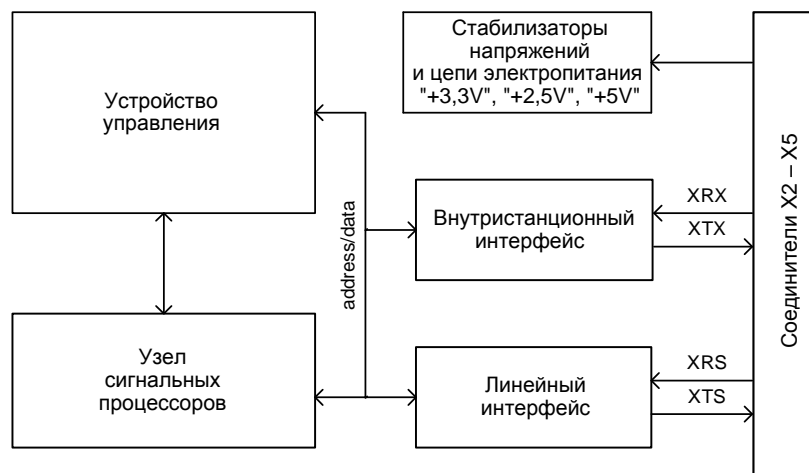 Стабилизаторы
напряжений
и цепи электропитания
"+3,3V", "+2,5V", "+5V"
Устройство
управления
Соединители X2 – X5
address/data
Внутристанционный
интерфейс
XRX
XTX
Узел
сигнальных
процессоров
Линейный
интерфейс
XRS
XTS